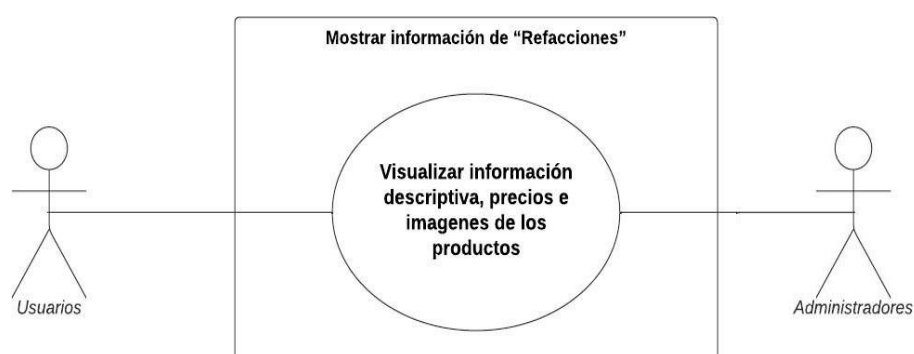 Mostrar información de “Refacciones”
Visualizar información
descriptiva, precios e
imagenes de los
productos
Usuarios
Administradores